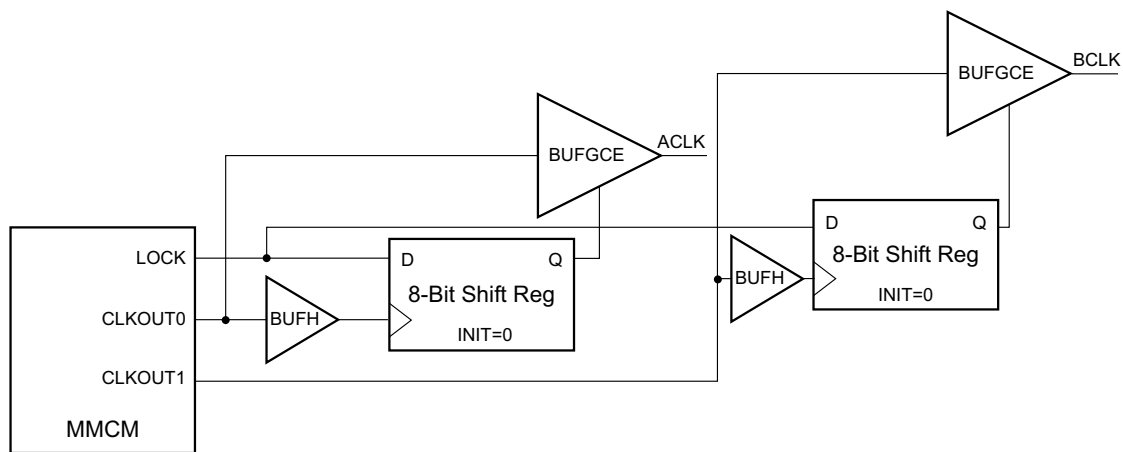 BUFGCE
BCLK
BUFGCE
ACLK
LOCK
CLKOUT0
CLKOUT1
MMCM
BUFH
D
Q
8-Bit Shift Reg
INIT=0
BUFH
D
Q
8-Bit Shift Reg
INIT=0